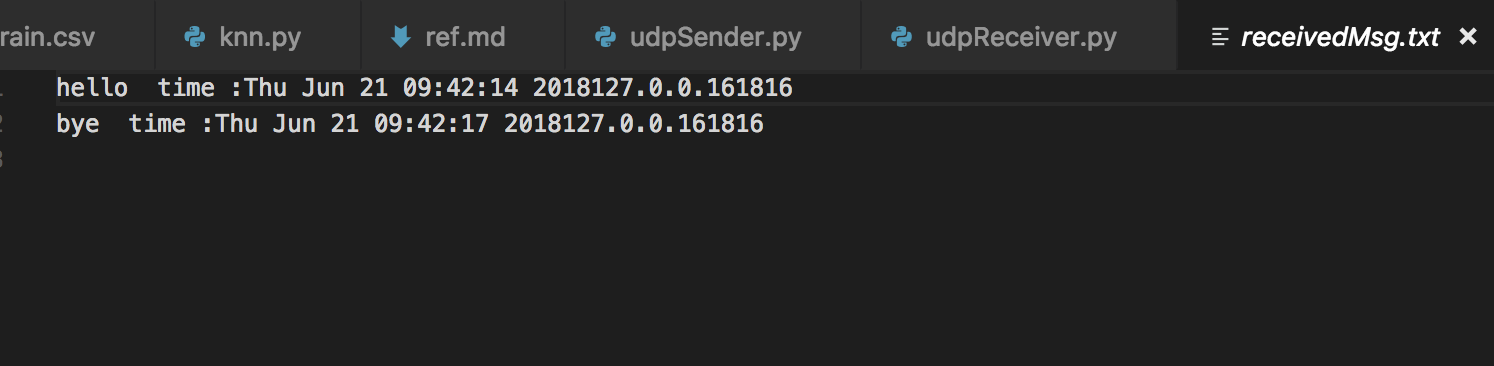 rain.csv knn.py ref.md udpSender.py udpReceiver.py receivedMsg.txt
hello  time :Thu Jun 21 09:42:14 2018127.0.0.161816
2 bye  time :Thu Jun 21 09:42:17 2018127.0.0.161816
3